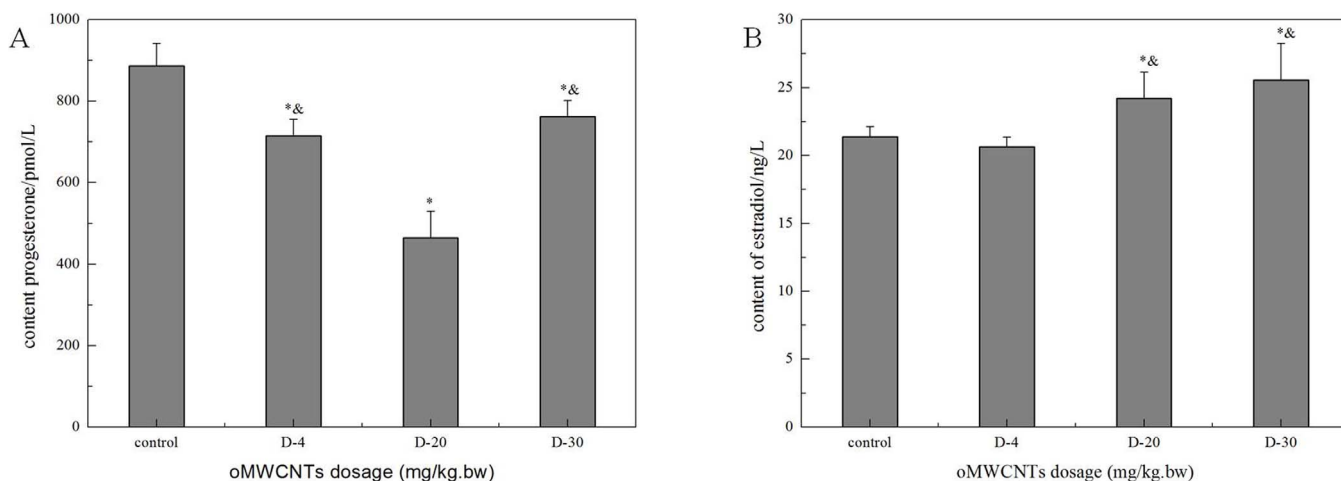 A
content progesterone/pmol/L
1000
800
600
400
200
0
*&
*
*&
control D-4 D-20 D-30
oMWCNTs dosage (mg/kg.bw)
B
content of estradiol/ng/L
30
25
20
15
10
5
0
*&
*&
control D-4 D-20 D-30
oMWCNTs dosage (mg/kg.bw)